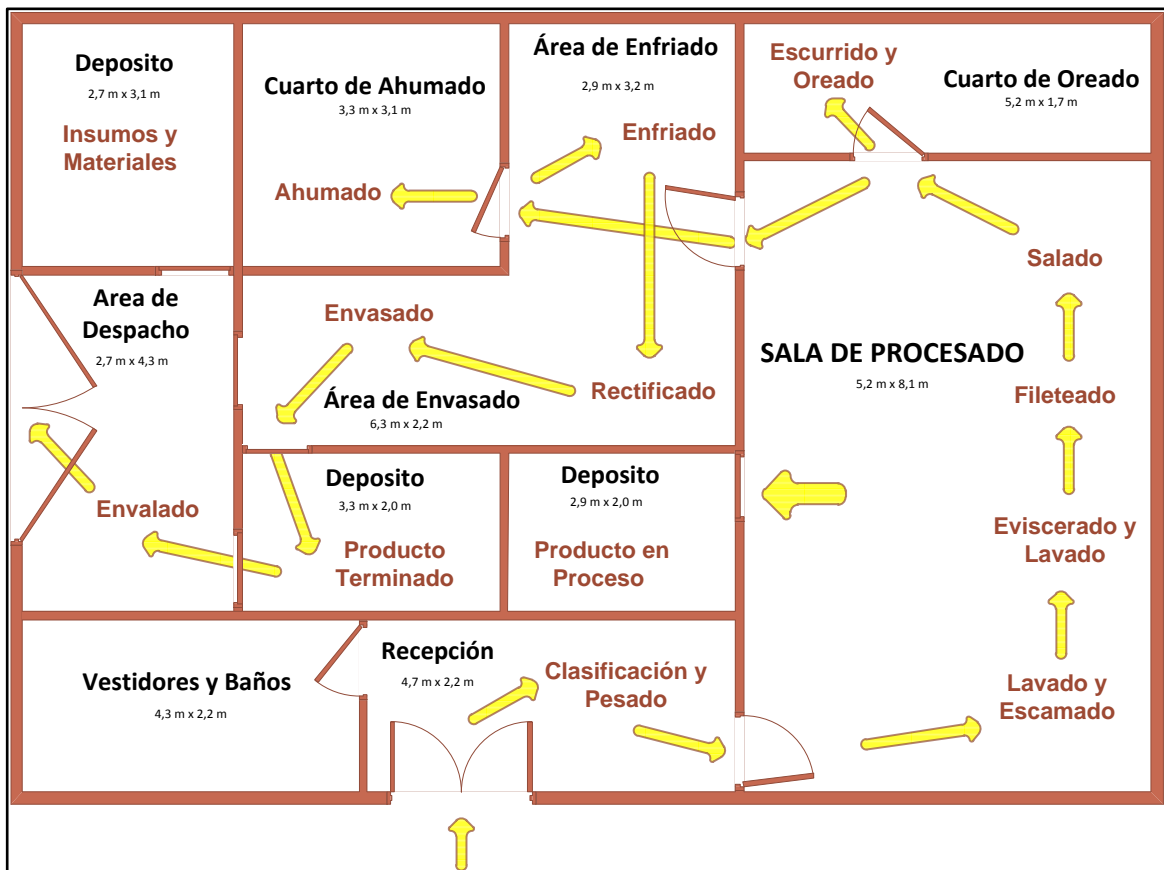 Deposito
2,7 m x 3,1 m
Insumos y
Materiales
Cuarto de Ahumado
3,3 m x 3,1 m
Ahumado
Área de Enfriado
2,9 m x 3,2 m
Enfriado
Escurrido y
Oreado
Cuarto de Oreado
5,2 m x 1,7 m
Area de
Despacho
2,7 m x 4,3 m
Envalado
Envasado
Área de Envasado
6,3 m x 2,2 m
Rectificado
SALA DE PROCESADO
5,2 m x 8,1 m
Salado
Fileteado
Eviscerado y
Lavado
Lavado y
Escamado
Deposito
3,3 m x 2,0 m
Producto
Terminado
Deposito
2,9 m x 2,0 m
Producto en
Proceso
Vestidores y Baños
4,3 m x 2,2 m
Recepción
4,7 m x 2,2 m
Clasificación y
Pesado